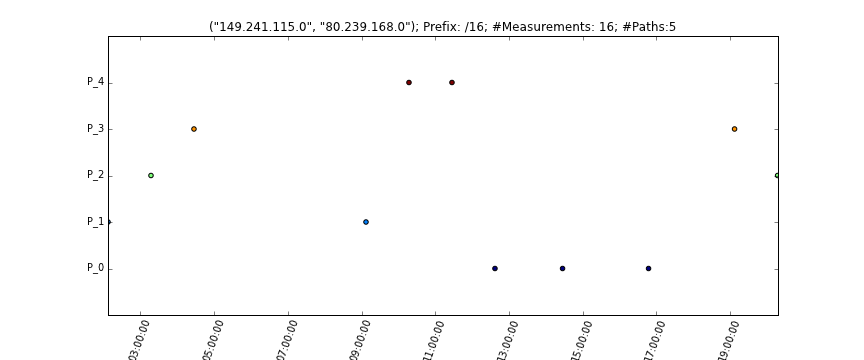 ("149.241.115.0", "80.239.168.0"); Prefix: /16; #Measurements: 16; #Paths:5
P_4
P_3
P_2
P_1
P_0
03:00:00
05:00:00
07:00:00
09:00:00
11:00:00
13:00:00
15:00:00
17:00:00
19:00:00